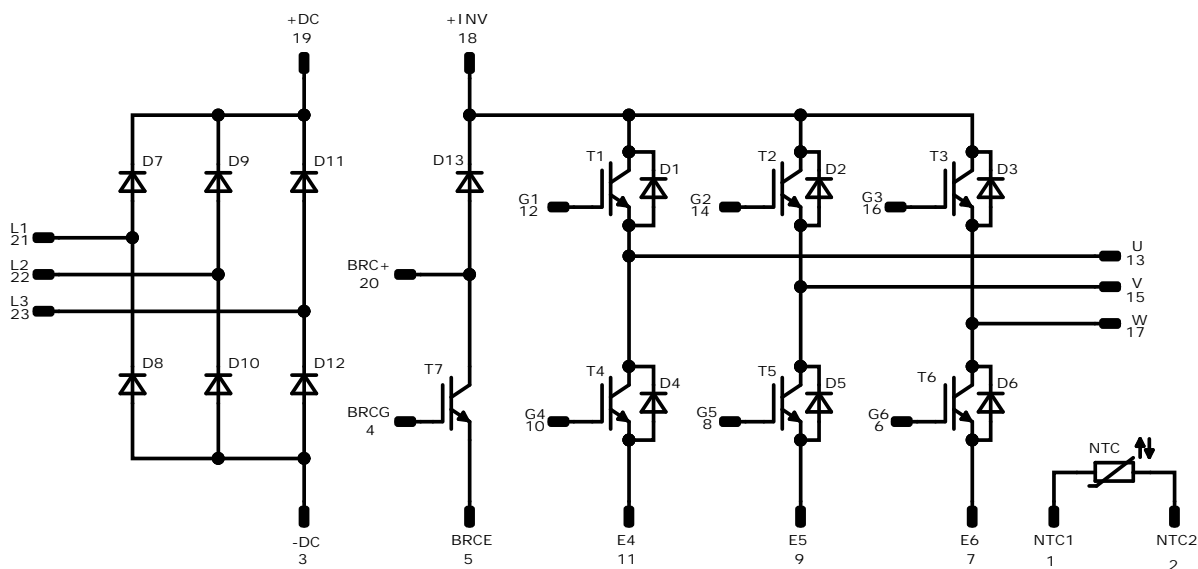 +DC
19
+INV
18
D7
D9
D11
D13
T1
D1
T2
D2
T3
D3
G1
12
G2
14
G3
16
L1
21
L2
22
L3
23
BRC+
20
U
13
V
15
W
17
D8
D10
D12
T7
T4
D4
T5
D5
T6
D6
BRCG
4
G4
10
G5
8
G6
6
NTC
-DC
3
BRCE
5
E4
11
E5
9
E6
7
NTC1
1
NTC2
2